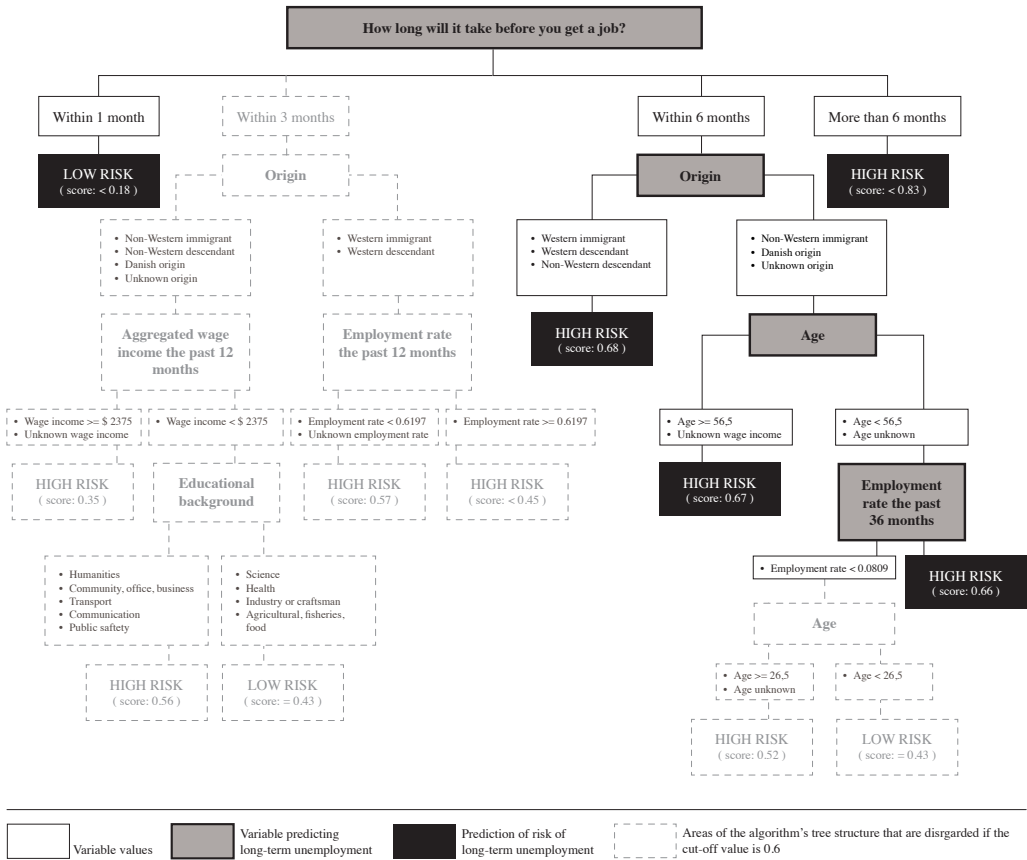 How long will it take before you get a job?
Within 1 month
Within 3 months
Within 6 months
More than 6 months
LOW RISK
( score: < 0.18 )
Origin
Origin
HIGH RISK
( score: < 0.83 )
• Non-Western immigrant
• Non-Western descendant
• Danish origin
• Unknown origin
• Western immigrant
• Western descendant
• Western immigrant
• Western descendant
• Non-Western descendant
• Non-Western immigrant
• Danish origin
• Unknown origin
Aggregated wage
income the past 12
months
Employment rate
the past 12 months
HIGH RISK
( score: 0.68 )
Age
• Wage income >= $ 2375
• Unknown wage income
• Wage income < $ 2375
• Employment rate < 0.6197
• Unknown employment rate
• Employment rate >= 0.6197
• Age >= 56,5
• Unknown wage income
• Age < 56,5
• Age unknown
HIGH RISK
( score: 0.35 )
Educational
background
HIGH RISK
( score: 0.57 )
HIGH RISK
( score: < 0.45 )
HIGH RISK
( score: 0.67 )
Employment
rate the past
36 months
• Humanities
• Community, office, business
• Transport
• Communication
• Public saftety
• Science
• Health
• Industry or craftsman
• Agricultural, fisheries,
food
• Employment rate < 0.0809
HIGH RISK
( score: 0.66 )
Age
HIGH RISK
( score: 0.56 )
LOW RISK
( score: = 0.43 )
• Age >= 26,5
• Age unknown
• Age < 26,5
HIGH RISK
( score: 0.52 )
LOW RISK
( score: = 0.43 )
Variable values
Variable predicting
long-term unemployment
Prediction of risk of
long-term unemployment
Areas of the algorithm's tree structure that are disrgarded if the
cut-off value is 0.6